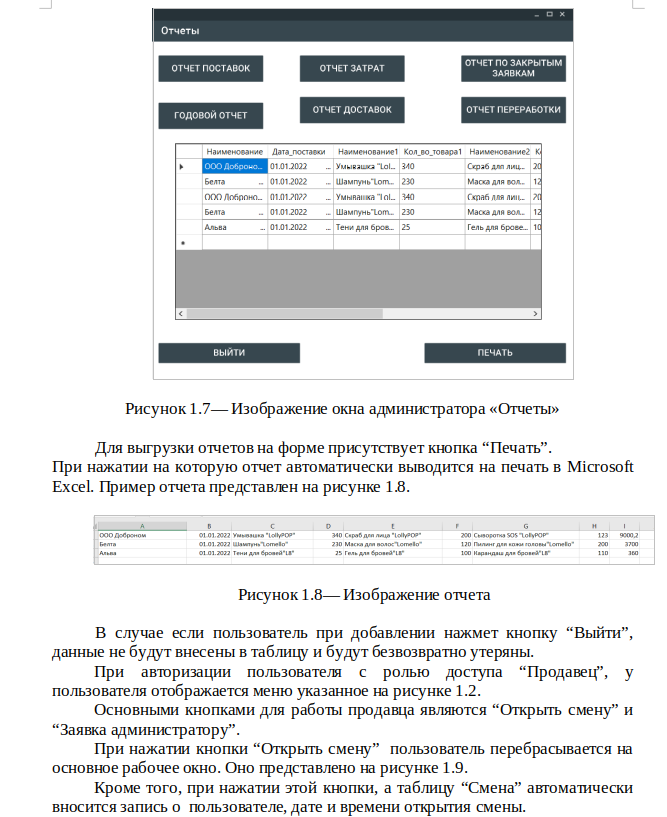 Отчеты
ОТЧЕТ ПОСТАВОК
ОТЧЕТ ЗАТРАТ
ОТЧЕТ ПО ЗАКРЫТЫМ
ЗАЯВКАМ
ГОДОВОЙ ОТЧЕТ
ОТЧЕТ ДОСТАВОК
ОТЧЕТ ПЕРЕРАБОТКИ
Наименование Дата_поставки Наименование1 Кол_во_товара1 Наименование2 К
ООО Доброно... 01.01.2022 ... Умывашка "Lol... 340 Скраб для лиц... 20
Белта ... 01.01.2022 ... Шампунь"Lom... 230 Маска для вол... 12
ООО Доброно... 01.01.2022 ... Умывашка "Lol... 340 Скраб для лиц... 20
Белта ... 01.01.2022 ... Шампунь"Lom... 230 Маска для вол... 12
Альва ... 01.01.2022 ... Тени для бров... 25 Гель для брове... 10
ВЫЙТИ
ПЕЧАТЬ
Рисунок 1.7— Изображение окна администратора «Отчеты»
Для выгрузки отчетов на форме присутствует кнопка “Печать”.
При нажатии на которую отчет автоматически выводится на печать в Microsoft
Excel. Пример отчета представлен на рисунке 1.8.
A B C D E F G H I
ООО Доброном 01.01.2022 Умывашка "LollyPOP" 340 Скраб для лица "LollyPOP" 200 Сыворотка SOS "LollyPOP" 123 9000,2
Белта 01.01.2022 Шампунь"Lomello" 230 Маска для волос"Lomello" 120 Пилинг для кожи головы"Lomello" 200 3700
Альва 01.01.2022 Тени для бровей"LB" 25 Гель для бровей"LB" 100 Карандаш для бровей"LB" 110 360
Рисунок 1.8— Изображение отчета
В случае если пользователь при добавлении нажмет кнопку “Выйти”,
данные не будут внесены в таблицу и будут безвозвратно утеряны.
При авторизации пользователя с ролью доступа “Продавец”, у
пользователя отображается меню указанное на рисунке 1.2.
Основными кнопками для работы продавца являются “Открыть смену” и
“Заявка администратору”.
При нажатии кнопки “Открыть смену” пользователь перебрасывается на
основное рабочее окно. Оно представлено на рисунке 1.9.
Кроме того, при нажатии этой кнопки, а таблицу “Смена” автоматически
вносится запись о пользователе, дате и времени открытия смены.